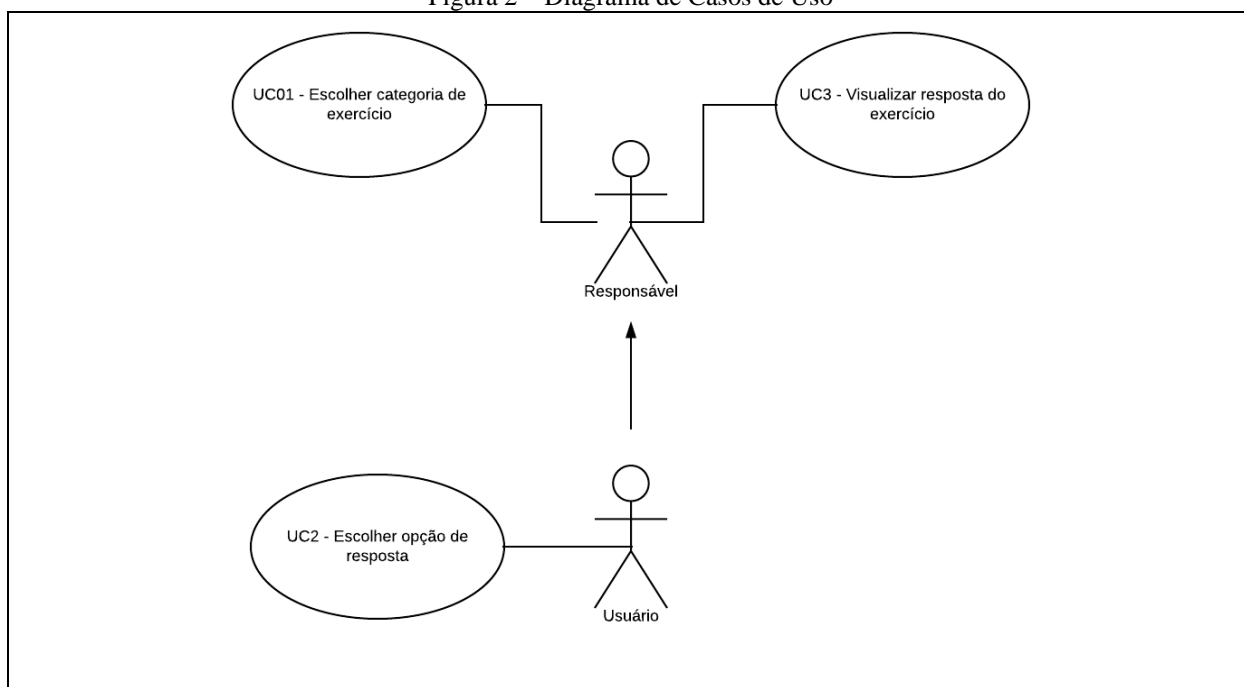 Figura 2 – Diagrama de Casos de Uso
UC01 - Escolher categoria de
exercício
UC3 - Visualizar resposta do
exercício
Responsável
UC2 - Escolher opção de
resposta
Usuário